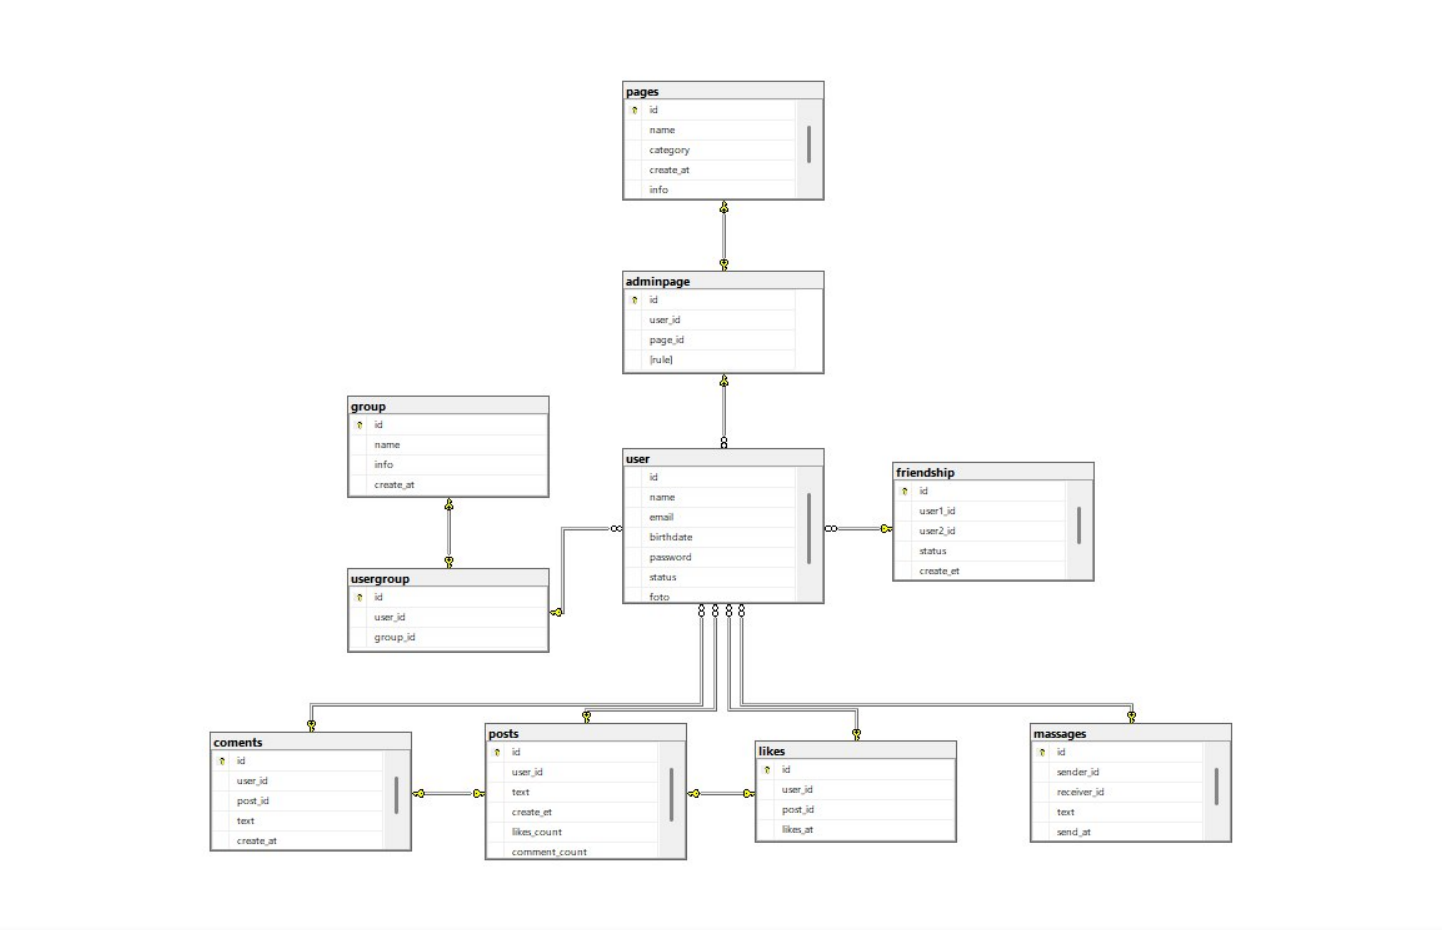 pages
id
name
category
create_at
info
adminpage
id
user_id
page_id
[rule]
group
id
name
info
create_at
user
id
name
email
birthdate
password
status
foto
friendship
id
user1_id
user2_id
status
create_et
usergroup
id
user_id
group_id
coments
id
user_id
post_id
text
create_at
posts
id
user_id
text
create_et
likes_count
comment_count
likes
id
user_id
post_id
likes_at
massages
id
sender_id
receiver_id
text
send_at